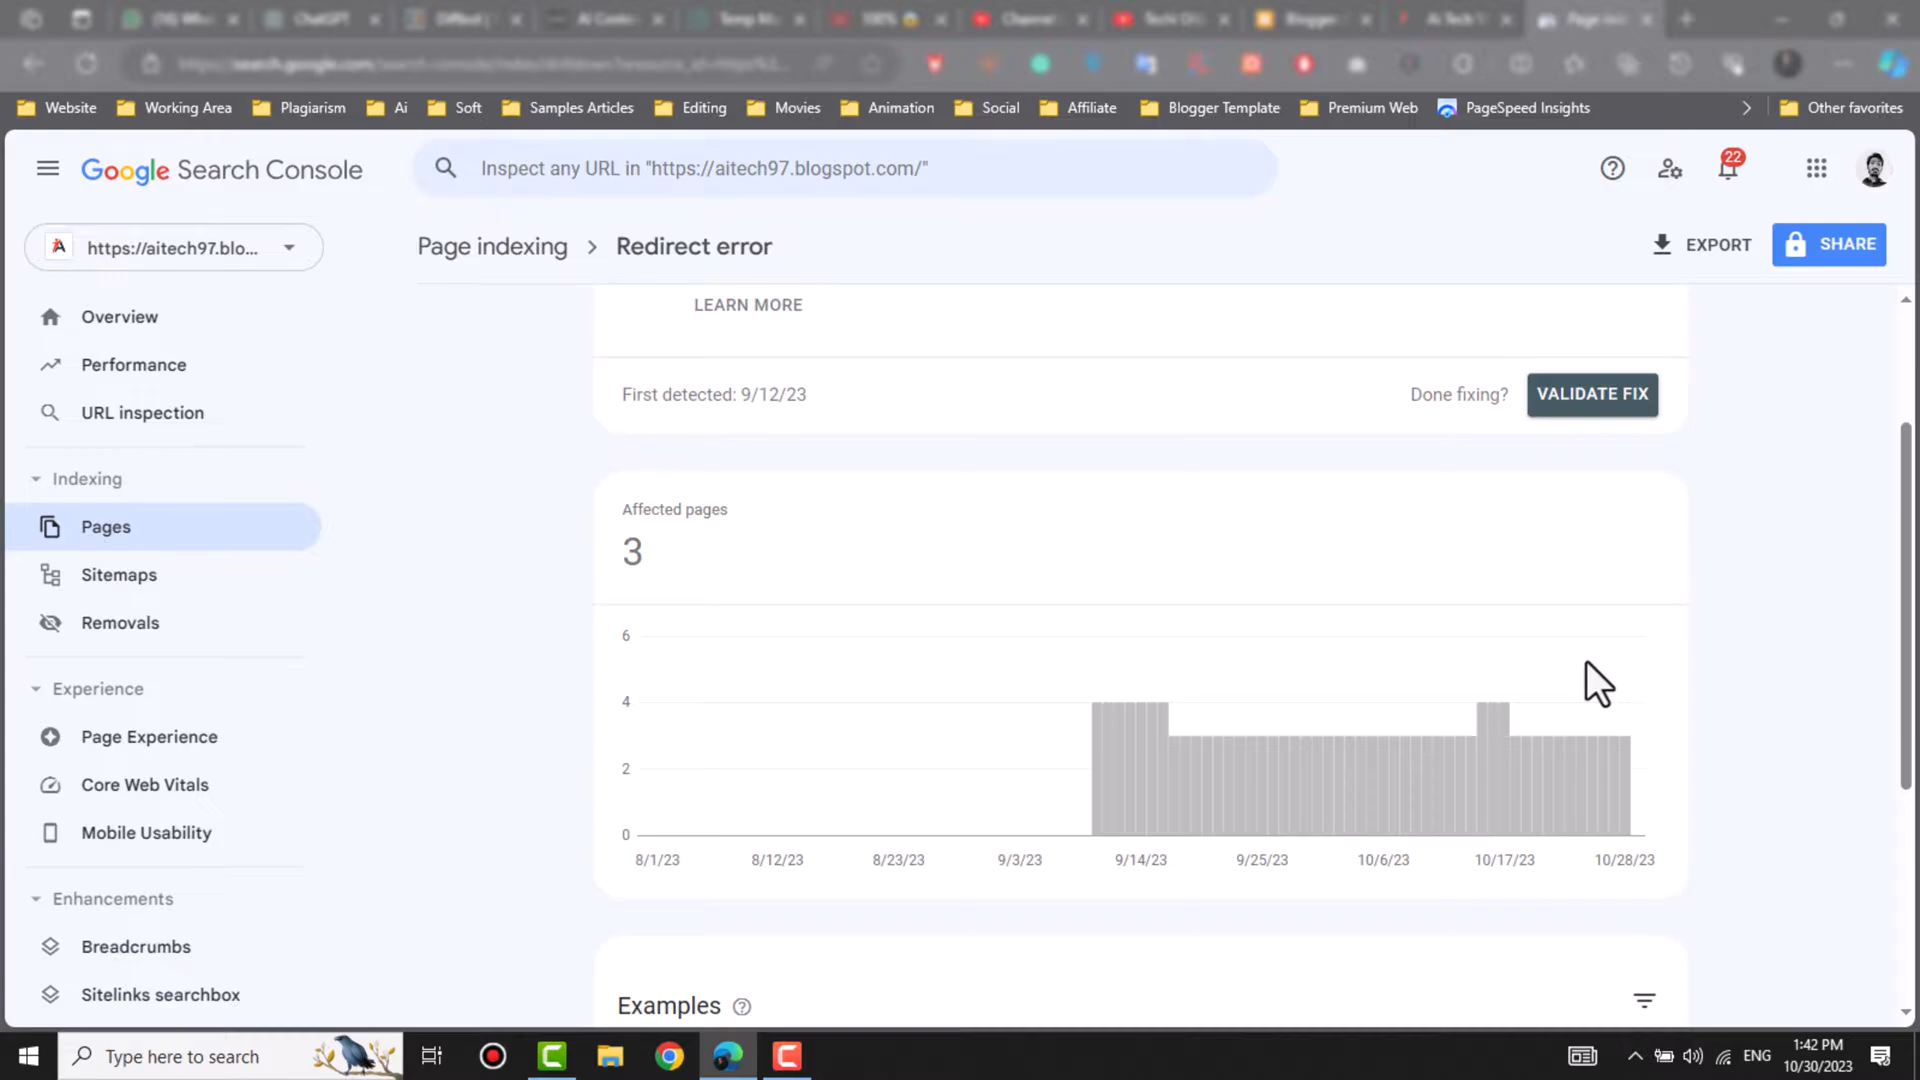 ChatGPT
100%
Channel
Blogger
Website
Working Area
Plagiarism
Ai
Soft
Samples Articles
Editing
Movies
Animation
Social
Affiliate
Blogger Template
Premium Web
PageSpeed Insights
Other favorites
Google Search Console
Inspect any URL in "https://aitech97.blogspot.com/"
22
https://aitech97.blo...
Page indexing > Redirect error
EXPORT
SHARE
Overview
Performance
URL inspection
Indexing
Pages
Sitemaps
Removals
Experience
Page Experience
Core Web Vitals
Mobile Usability
Enhancements
Breadcrumbs
Sitelinks searchbox
LEARN MORE
First detected: 9/12/23
Done fixing?
VALIDATE FIX
Affected pages
3
6
4
2
0
8/1/23
8/12/23
8/23/23
9/3/23
9/14/23
9/25/23
10/6/23
10/17/23
10/28/23
Examples
Type here to search
ENG
1:42 PM
10/30/2023